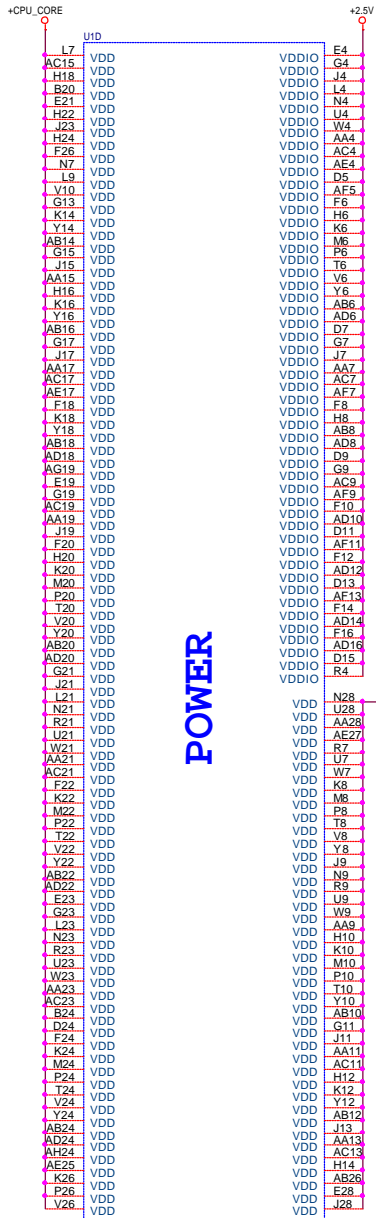 +CPU_CORE
+2.5V
U1D
L7 VDD
AC15 VDD
H18 VDD
B20 VDD
E21 VDD
H22 VDD
J23 VDD
H24 VDD
F26 VDD
N7 VDD
L9 VDD
V10 VDD
G13 VDD
K14 VDD
Y14 VDD
AB14 VDD
G15 VDD
J15 VDD
AA15 VDD
H16 VDD
K16 VDD
Y16 VDD
AB16 VDD
G17 VDD
J17 VDD
AA17 VDD
AC17 VDD
AE17 VDD
F18 VDD
K18 VDD
Y18 VDD
AB18 VDD
AD18 VDD
AG19 VDD
E19 VDD
G19 VDD
AC19 VDD
AA19 VDD
J19 VDD
F20 VDD
H20 VDD
K20 VDD
M20 VDD
P20 VDD
T20 VDD
V20 VDD
Y20 VDD
AB20 VDD
AD20 VDD
G21 VDD
J21 VDD
L21 VDD
N21 VDD
R21 VDD
U21 VDD
W21 VDD
AA21 VDD
AC21 VDD
F22 VDD
K22 VDD
M22 VDD
P22 VDD
T22 VDD
V22 VDD
Y22 VDD
AB22 VDD
AD22 VDD
E23 VDD
G23 VDD
L23 VDD
N23 VDD
R23 VDD
U23 VDD
W23 VDD
AA23 VDD
AC23 VDD
B24 VDD
D24 VDD
F24 VDD
K24 VDD
M24 VDD
P24 VDD
T24 VDD
V24 VDD
Y24 VDD
AB24 VDD
AD24 VDD
AH24 VDD
AE25 VDD
K26 VDD
P26 VDD
V26 VDD
POWER
VDDIO E4
VDDIO G4
VDDIO J4
VDDIO L4
VDDIO N4
VDDIO U4
VDDIO W4
VDDIO AA4
VDDIO AC4
VDDIO AE4
VDDIO D5
VDDIO AF5
VDDIO F6
VDDIO H6
VDDIO K6
VDDIO M6
VDDIO P6
VDDIO T6
VDDIO V6
VDDIO Y6
VDDIO AB6
VDDIO AD6
VDDIO D7
VDDIO G7
VDDIO J7
VDDIO AA7
VDDIO AC7
VDDIO AF7
VDDIO F8
VDDIO H8
VDDIO AB8
VDDIO AD8
VDDIO D9
VDDIO G9
VDDIO AC9
VDDIO AF9
VDDIO F10
VDDIO AD10
VDDIO D11
VDDIO AF11
VDDIO F12
VDDIO AD12
VDDIO D13
VDDIO AF13
VDDIO F14
VDDIO AD14
VDDIO F16
VDDIO AD16
VDDIO D15
VDDIO R4
VDD N28
VDD U28
VDD AA28
VDD AE27
VDD R7
VDD U7
VDD W7
VDD K8
VDD M8
VDD P8
VDD T8
VDD V8
VDD Y8
VDD J9
VDD N9
VDD R9
VDD U9
VDD W9
VDD AA9
VDD H10
VDD K10
VDD M10
VDD P10
VDD T10
VDD Y10
VDD AB10
VDD G11
VDD J11
VDD AA11
VDD AC11
VDD H12
VDD K12
VDD Y12
VDD AB12
VDD J13
VDD AA13
VDD AC13
VDD H14
VDD AB26
VDD E28
VDD J28